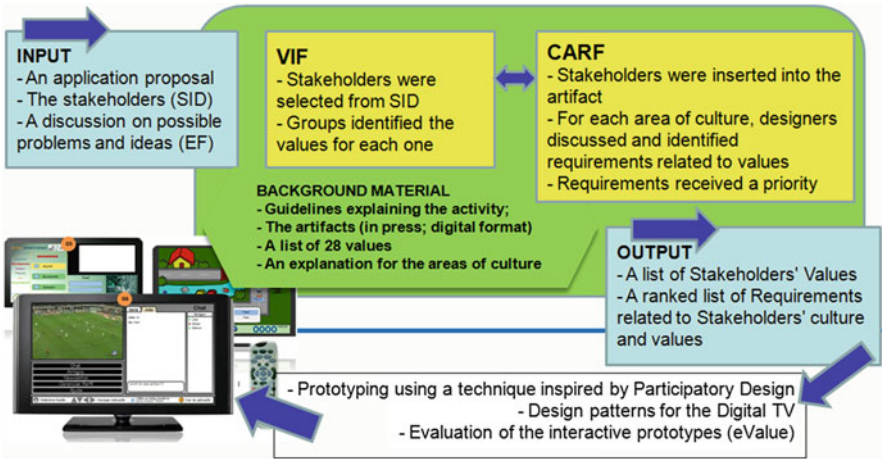 INPUT
- An application proposal
- The stakeholders (SID)
- A discussion on possible
problems and ideas (EF)
VIF
- Stakeholders were
selected from SID
- Groups identified the
values for each one
CARF
- Stakeholders were inserted into the
artifact
- For each area of culture, designers
discussed and identified
requirements related to values
- Requirements received a priority
BACKGROUND MATERIAL
- Guidelines explaining the activity;
- The artifacts (in press; digital format)
- A list of 28 values
- An explanation for the areas of culture
OUTPUT
- A list of Stakeholders' Values
- A ranked list of Requirements
related to Stakeholders' culture
and values
- Prototyping using a technique inspired by Participatory Design
- Design patterns for the Digital TV
- Evaluation of the interactive prototypes (eValue)
Chat